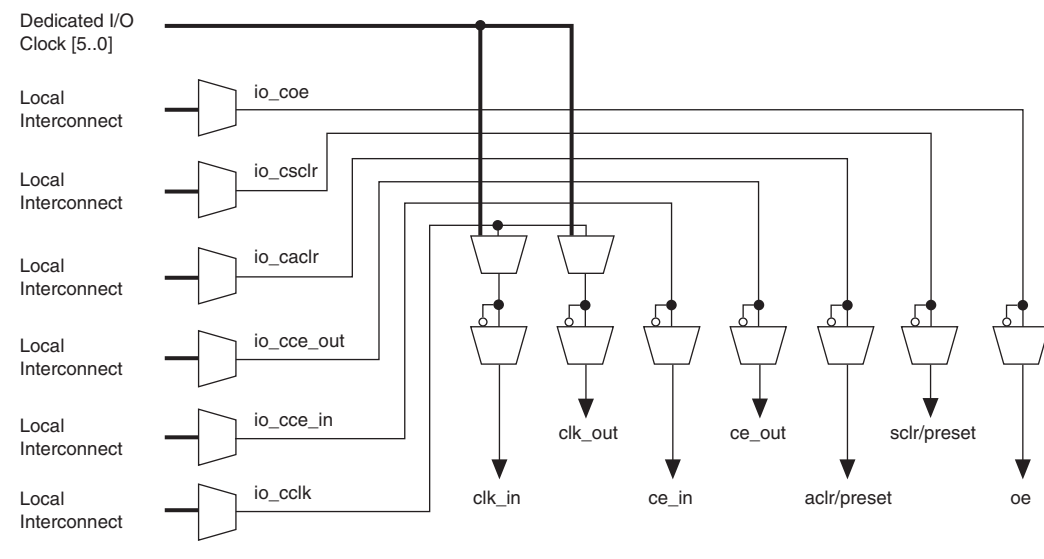 Dedicated I/O
Clock [5..0]
Local
Interconnect
io_coe
Local
Interconnect
io_csclr
Local
Interconnect
io_caclr
Local
Interconnect
io_cce_out
Local
Interconnect
io_cce_in
Local
Interconnect
io_cclk
clk_out
ce_out
sclr/preset
clk_in
ce_in
aclr/preset
oe